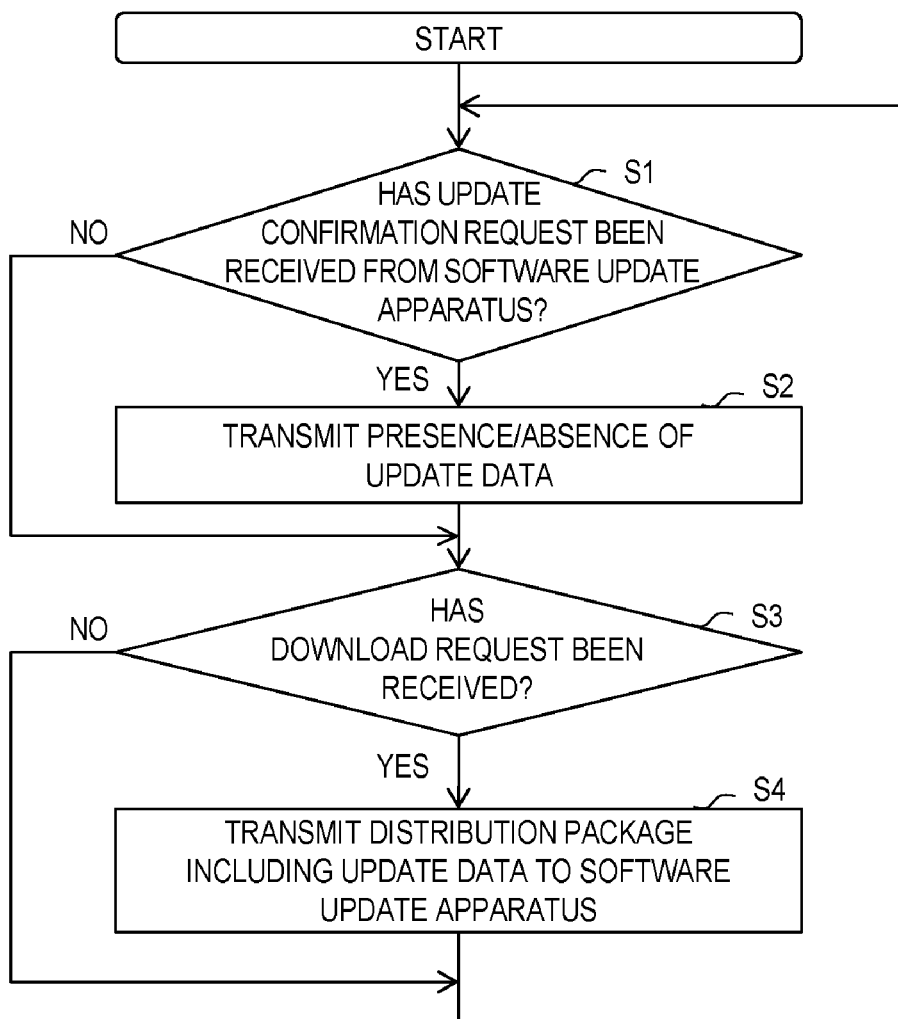 START
S1
HAS UPDATE
CONFIRMATION REQUEST BEEN
RECEIVED FROM SOFTWARE UPDATE
APPARATUS?
NO
YES
S2
TRANSMIT PRESENCE/ABSENCE OF
UPDATE DATA
S3
HAS
DOWNLOAD REQUEST BEEN
RECEIVED?
NO
YES
S4
TRANSMIT DISTRIBUTION PACKAGE
INCLUDING UPDATE DATA TO SOFTWARE
UPDATE APPARATUS